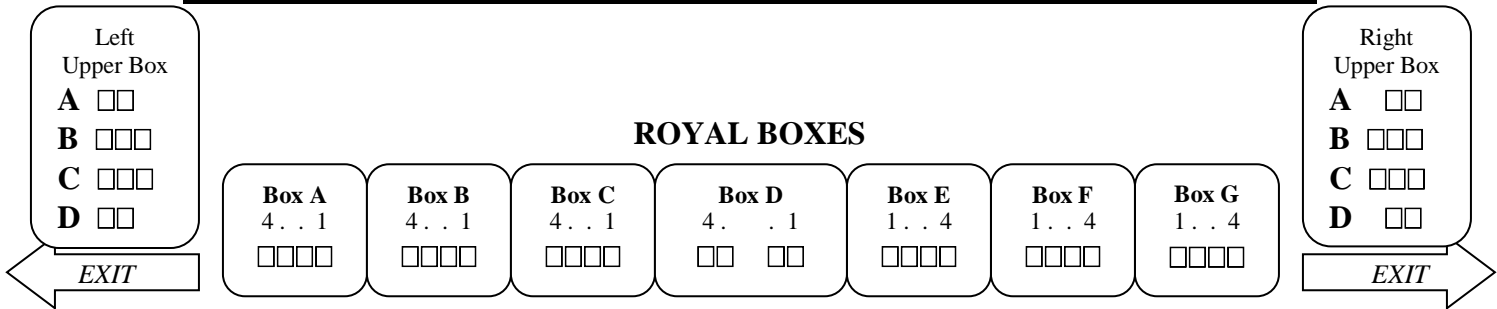 Left
Upper Box
A
B
C
D
EXIT
ROYAL BOXES
Box A
4 . . 1
Box B
4 . . 1
Box C
4 . . 1
Box D
4 . . 1
Box E
1 . . 4
Box F
1 . . 4
Box G
1 . . 4
Right
Upper Box
A
B
C
D
EXIT